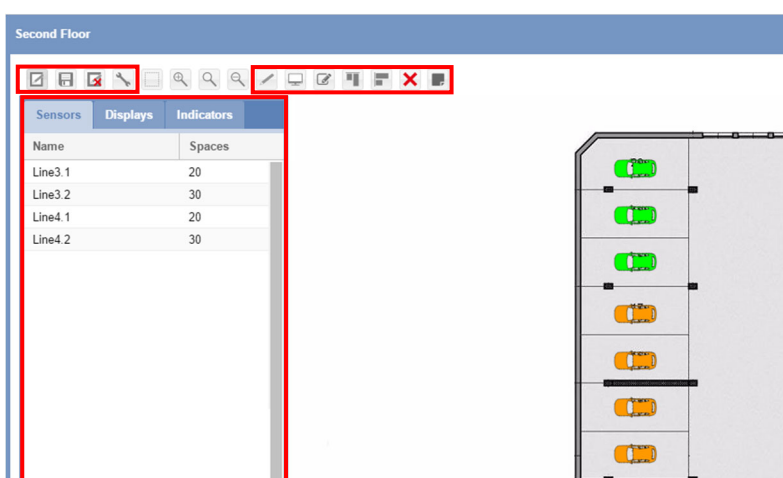 Second Floor
Sensors Displays Indicators
Name Spaces
Line3.1 20
Line3.2 30
Line4.1 20
Line4.2 30